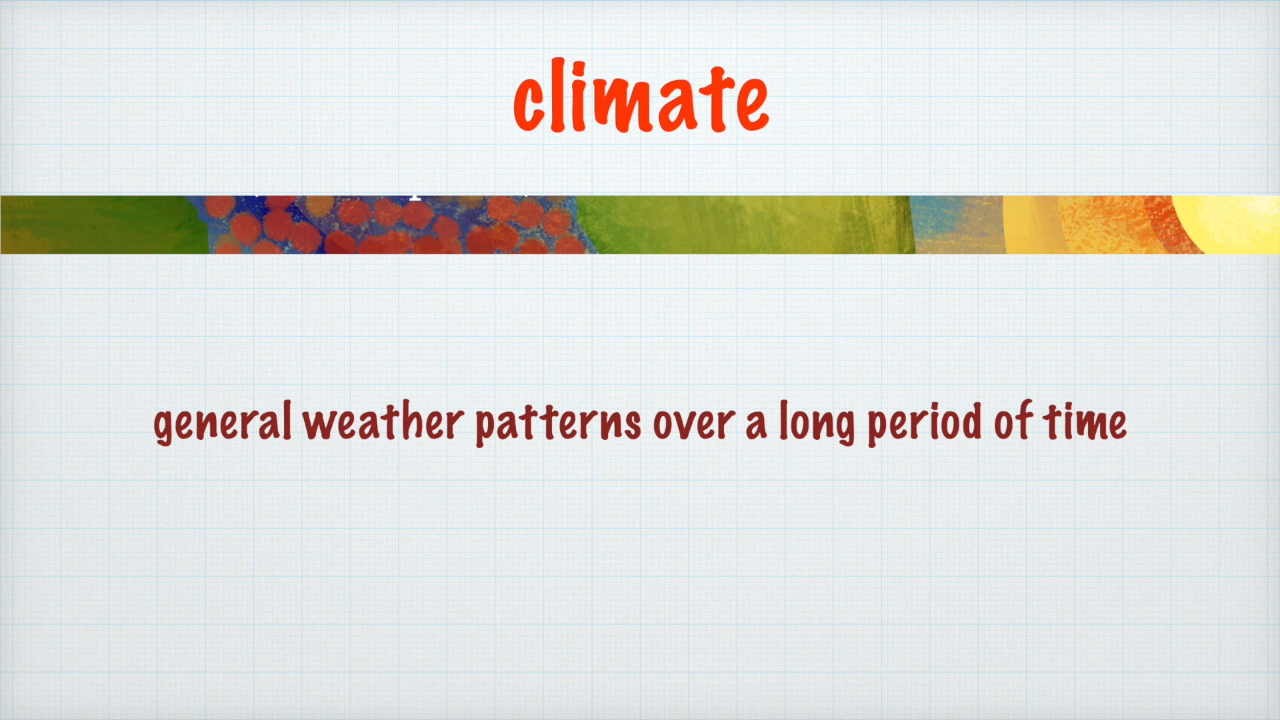 climate
general weather patterns over a long period of time